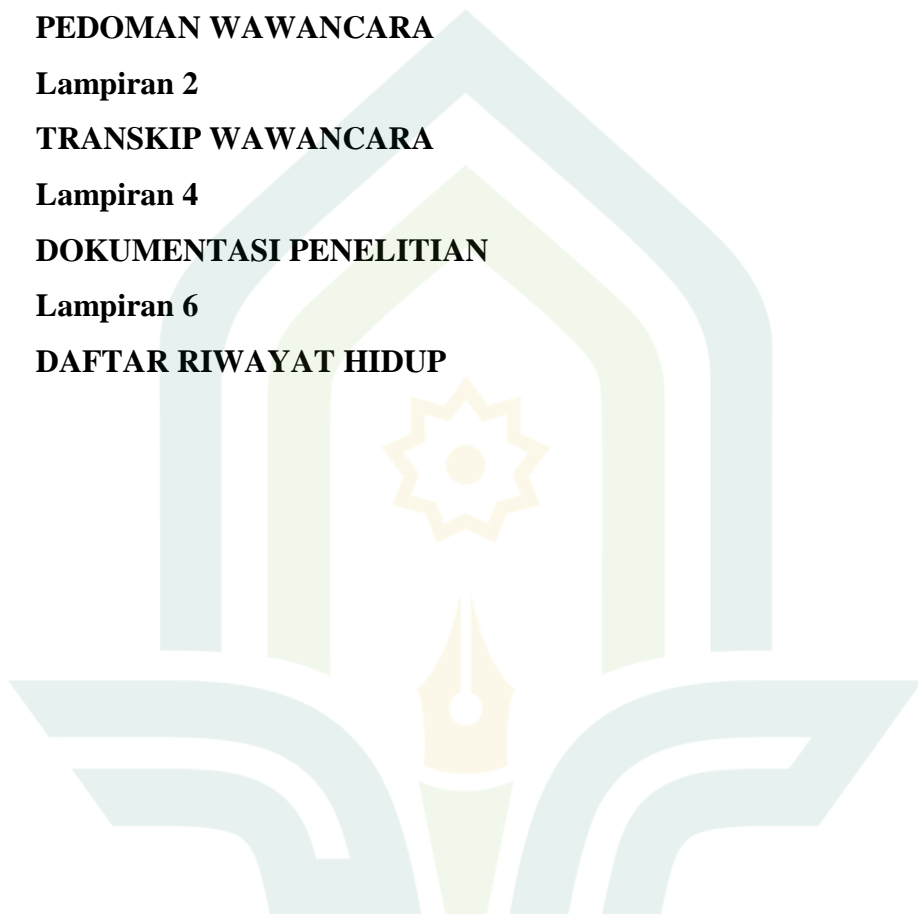 PEDOMAN WAWANCARA
Lampiran 2
TRANSKIP WAWANCARA
Lampiran 4
DOKUMENTASI PENELITIAN
Lampiran 6
DAFTAR RIWAYAT HIDUP